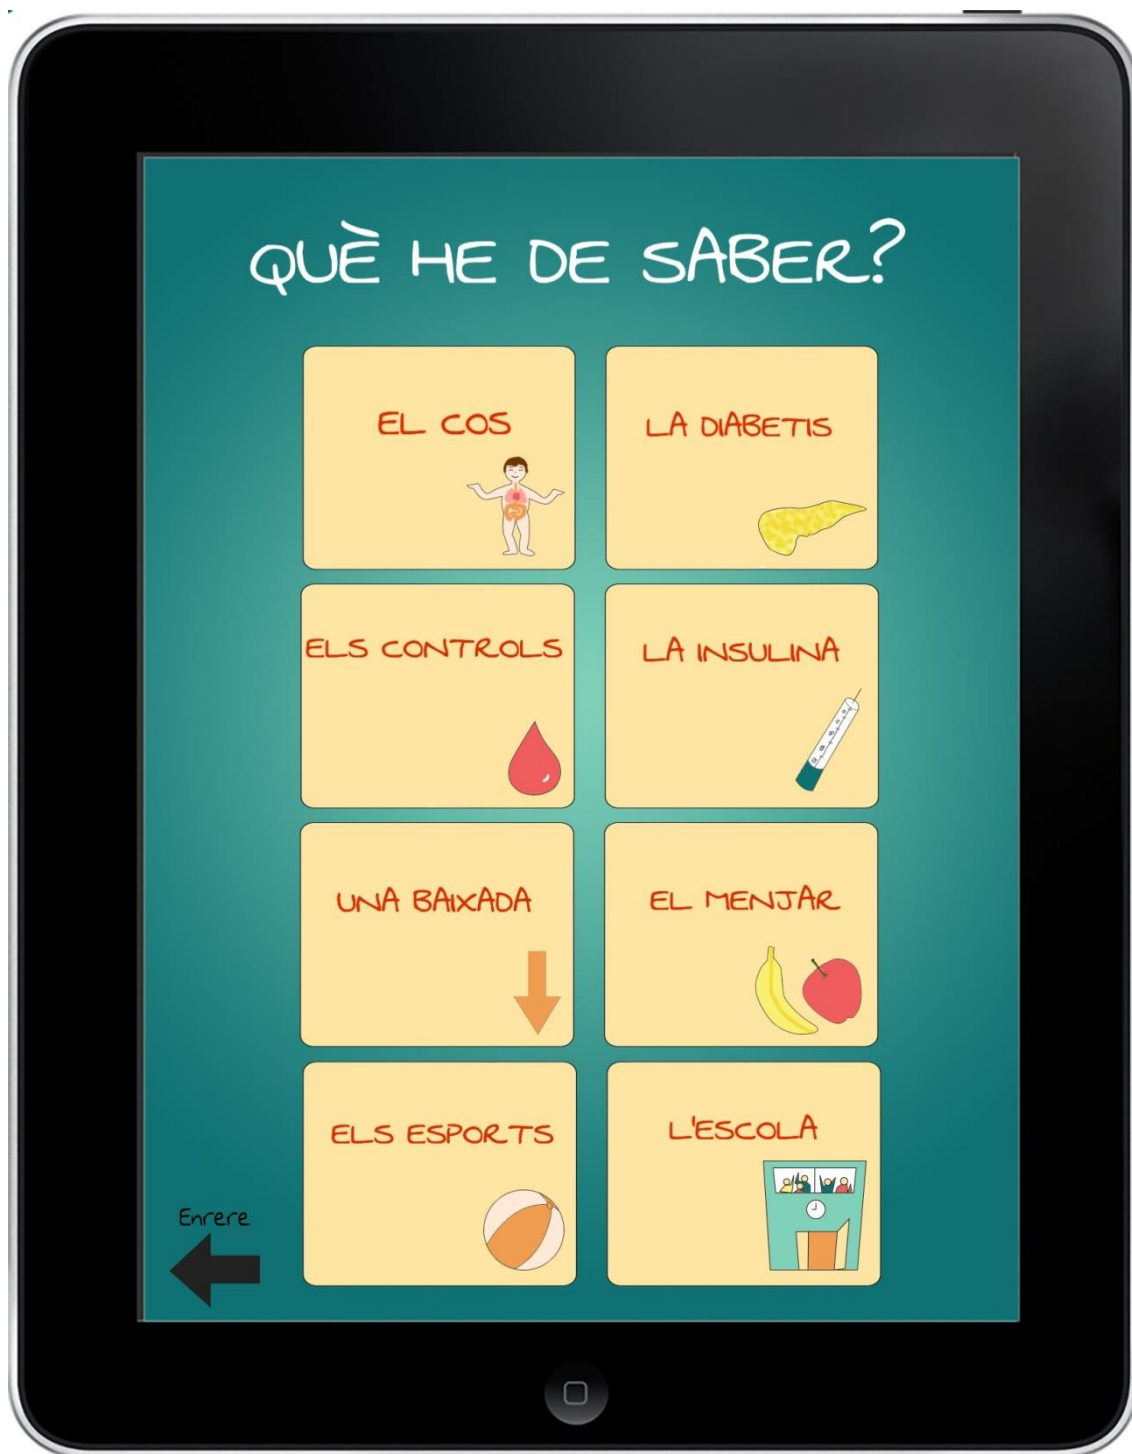 QUÈ HE DE SABER?
EL COS
LA DIABETIS
ELS CONTROLS
LA INSULINA
UNA BAIXADA
EL MENJAR
ELS ESPORTS
L'ESCOLA
Enrere